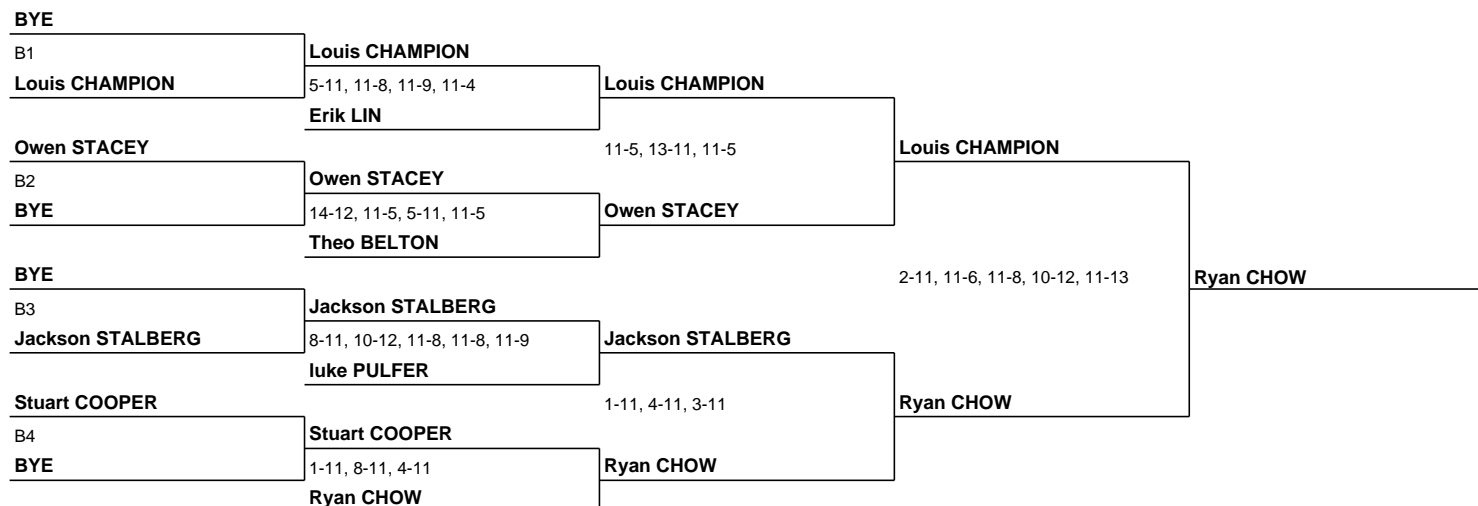 BYE
B1
Louis CHAMPION
Louis CHAMPION
5-11, 11-8, 11-9, 11-4
Erik LIN
Louis CHAMPION
Owen STACEY
B2
BYE
Owen STACEY
14-12, 11-5, 5-11, 11-5
Theo BELTON
11-5, 13-11, 11-5
Owen STACEY
Louis CHAMPION
BYE
B3
Jackson STALBERG
Jackson STALBERG
8-11, 10-12, 11-8, 11-8, 11-9
luke PULFER
Jackson STALBERG
Stuart COOPER
B4
BYE
Stuart COOPER
1-11, 8-11, 4-11
Ryan CHOW
1-11, 4-11, 3-11
Ryan CHOW
Ryan CHOW
2-11, 11-6, 11-8, 10-12, 11-13
Ryan CHOW